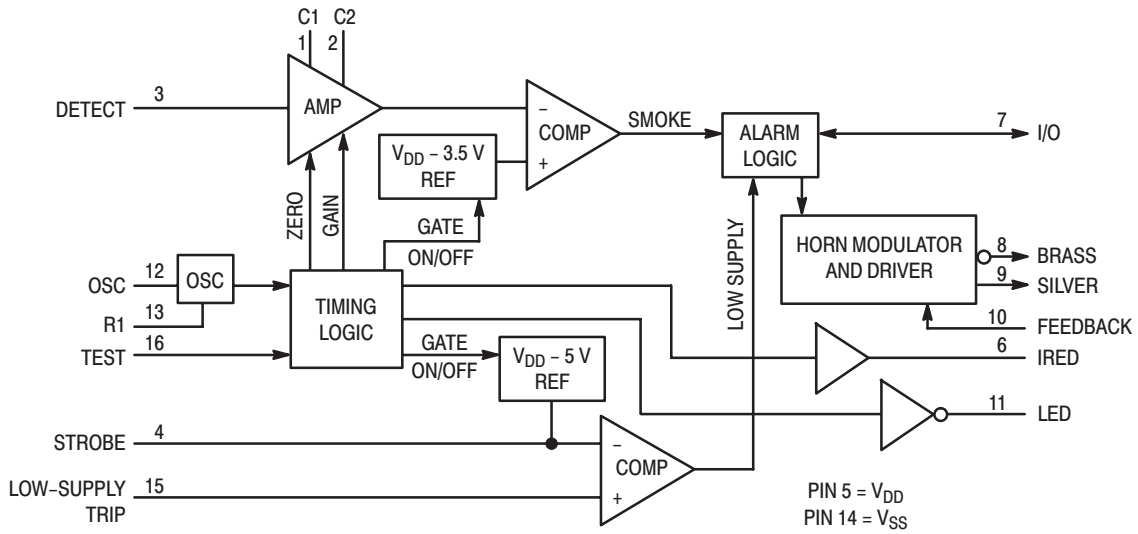 C1
C2
1
2
DETECT
3
AMP
–
COMP
+
SMOKE
ALARM
LOGIC
7
I/O
VDD – 3.5 V
REF
ZERO
GAIN
GATE
ON/OFF
LOW SUPPLY
HORN MODULATOR
AND DRIVER
8
BRASS
9
SILVER
10
FEEDBACK
OSC
12
OSC
R1
13
TEST
16
TIMING
LOGIC
GATE
ON/OFF
VDD – 5 V
REF
6
IRED
11
LED
STROBE
4
–
COMP
+
LOW–SUPPLY
TRIP
15
PIN 5 = VDD
PIN 14 = VSS